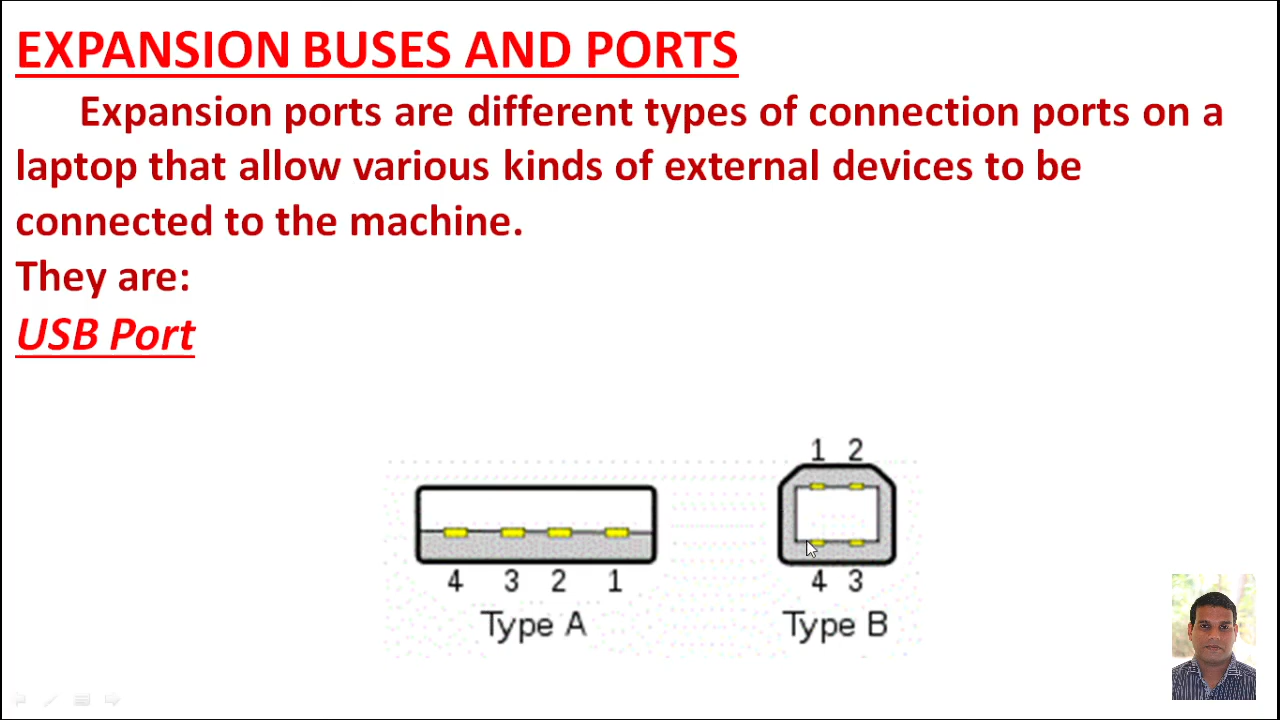 EXPANSION BUSES AND PORTS
Expansion ports are different types of connection ports on a
laptop that allow various kinds of external devices to be
connected to the machine.
They are:
USB Port
1 2
4 3 2 1
4 3
Type A
Type B